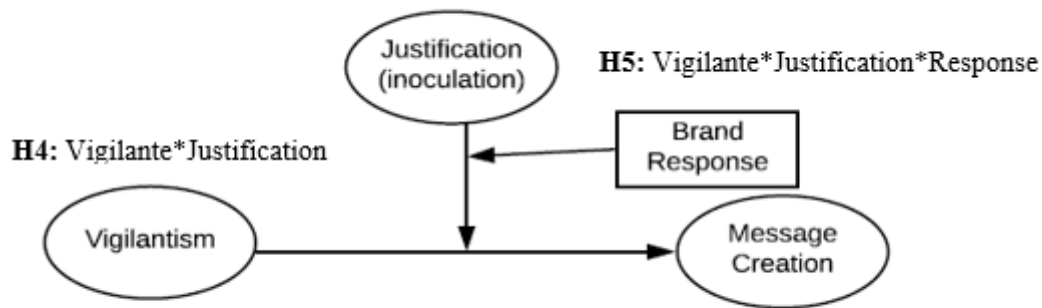 Justification
(inoculation)
H5: Vigilante*Justification*Response
Brand
Response
H4: Vigilante*Justification
Vigilantism
Message
Creation